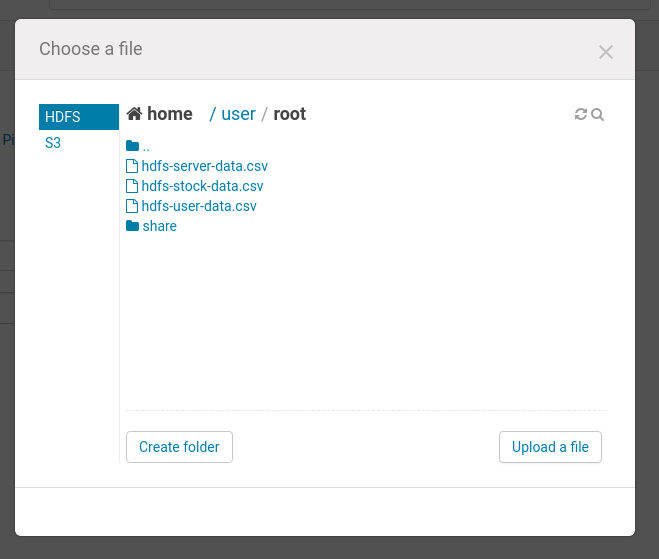 Choose a file
HDFS
S3
Pi
home / user / root
..
hdfs-server-data.csv
hdfs-stock-data.csv
hdfs-user-data.csv
share
Create folder
Upload a file